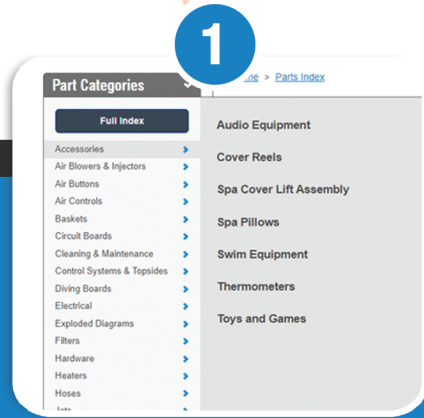 1
Part Categories
> Parts Index
Full Index
Accessories
Air Blowers & Injectors
Air Buttons
Air Controls
Baskets
Circuit Boards
Cleaning & Maintenance
Control Systems & Topsides
Diving Boards
Electrical
Exploded Diagrams
Filters
Hardware
Heaters
Hoses
Audio Equipment
Cover Reels
Spa Cover Lift Assembly
Spa Pillows
Swim Equipment
Thermometers
Toys and Games